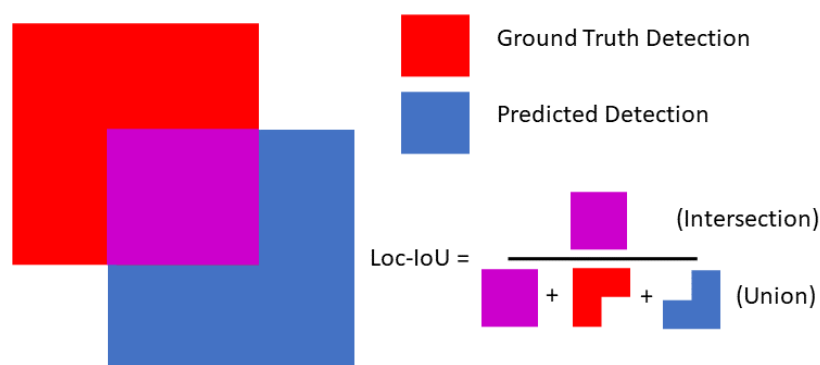 Ground Truth Detection
Predicted Detection
(Intersection)
Loc-IoU =
+ +
(Union)